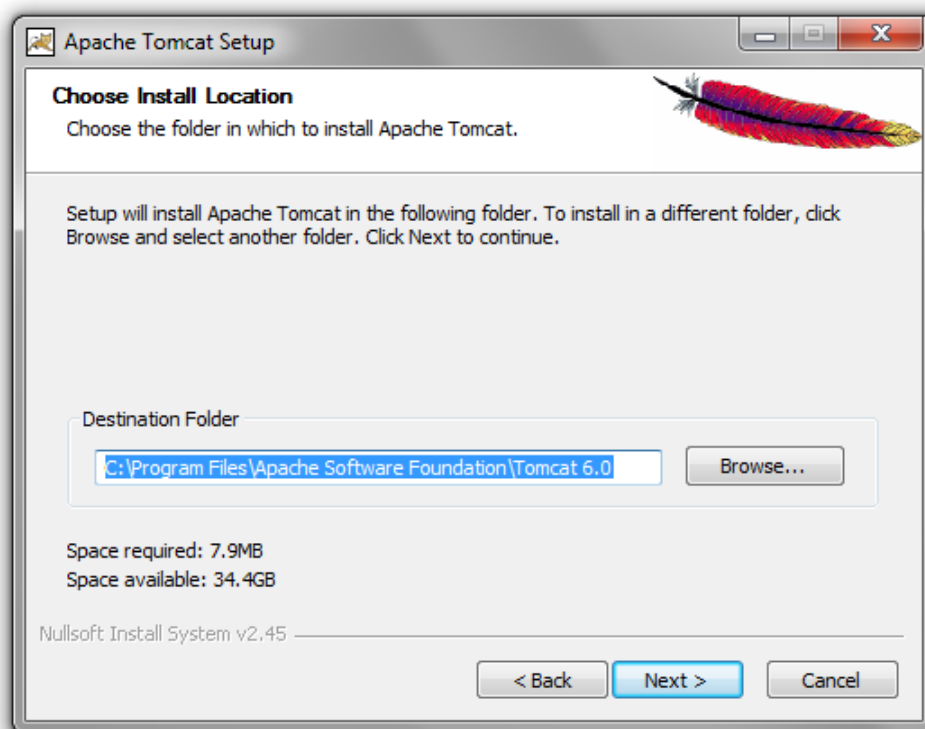 Apache Tomcat Setup
Choose Install Location
Choose the folder in which to install Apache Tomcat.
Setup will install Apache Tomcat in the following folder. To install in a different folder, click
Browse and select another folder. Click Next to continue.
Destination Folder
C:\Program Files\Apache Software Foundation\Tomcat 6.0
Browse...
Space required: 7.9MB
Space available: 34.4GB
Nullsoft Install System v2.45
< Back
Next >
Cancel